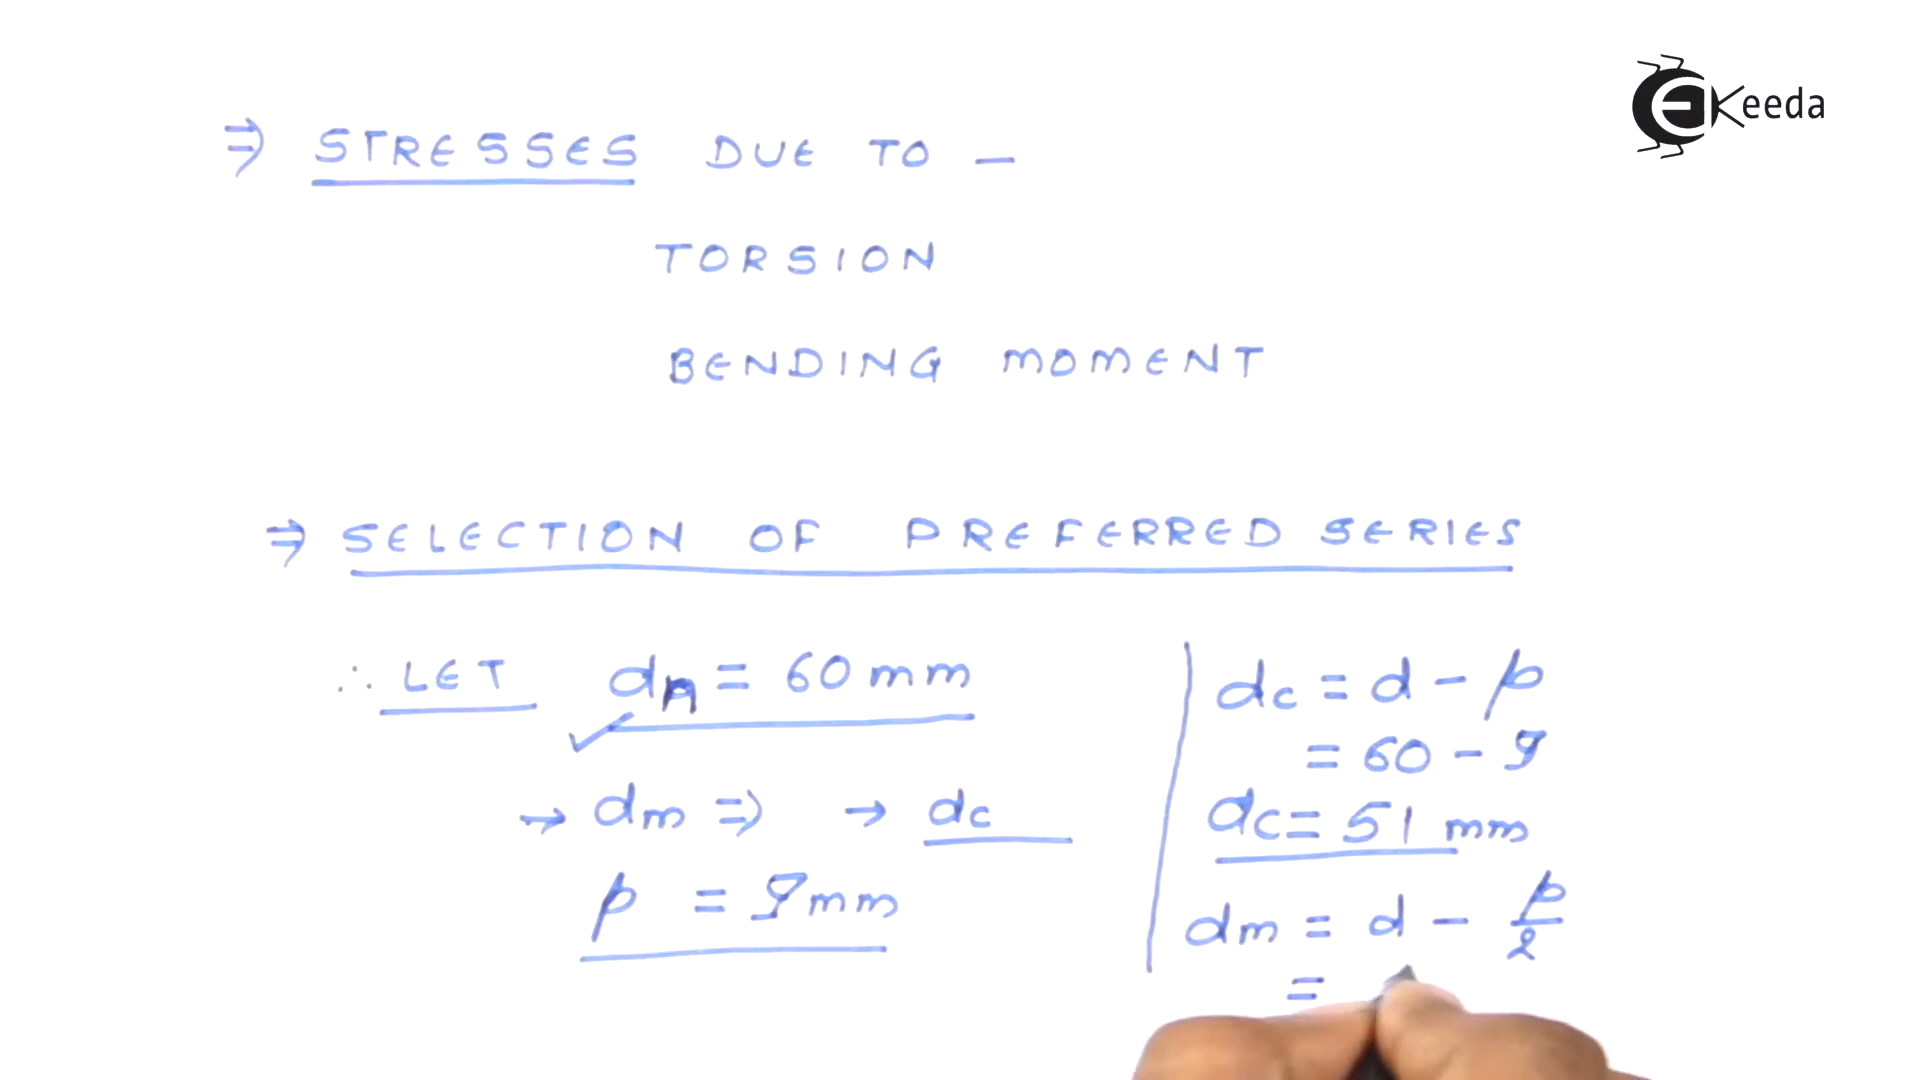 Keeda
⇒ STRESSES DUE TO -
TORSION
BENDING MOMENT
⇒ SELECTION OF PREFERRED SERIES
∴ LET dn = 60 mm
→ dm ⇒ → dc
p = 9mm
dc = d - p
= 60 - 9
dc = 51 mm
dm = d - p/2
=